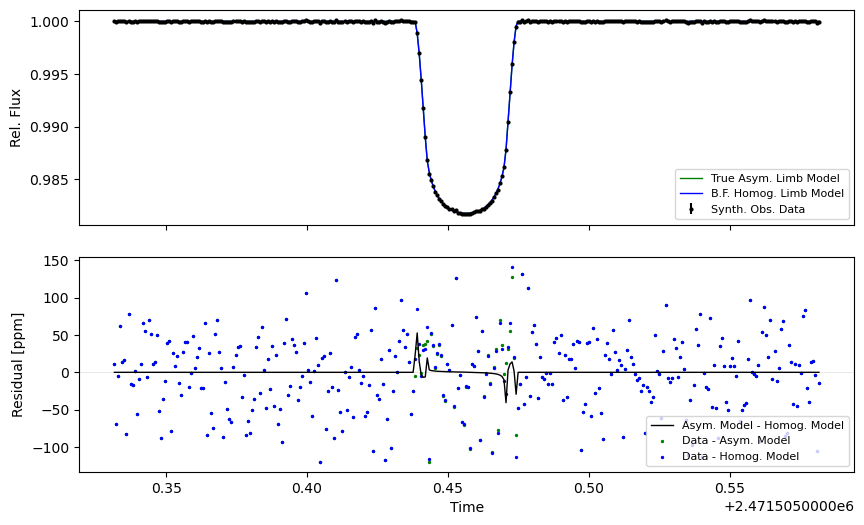 1.000
0.995
0.990
0.985
Rel. Flux
True Asym. Limb Model
B.F. Homog. Limb Model
Synth. Obs. Data
150
100
50
0
−50
−100
Residual [ppm]
Asym. Model - Homog. Model
Data - Asym. Model
Data - Homog. Model
0.35
0.40
0.45
0.50
0.55
Time
+2.4715050000e6